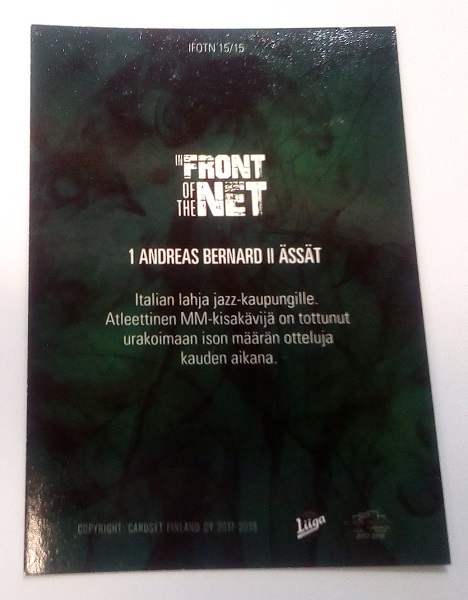 IFOTN 15/15
IN FRONT
OF
THE NET
1 ANDREAS BERNARD II ÄSSÄT
Italian lahja jazz-kaupungille.
Atleettinen MM-kisakävijä on tottunut
urakoimaan ison määrän otteluja
kauden aikana.
COPYRIGHT: CARDSET FINLAND OY 2017-2018
Liiga